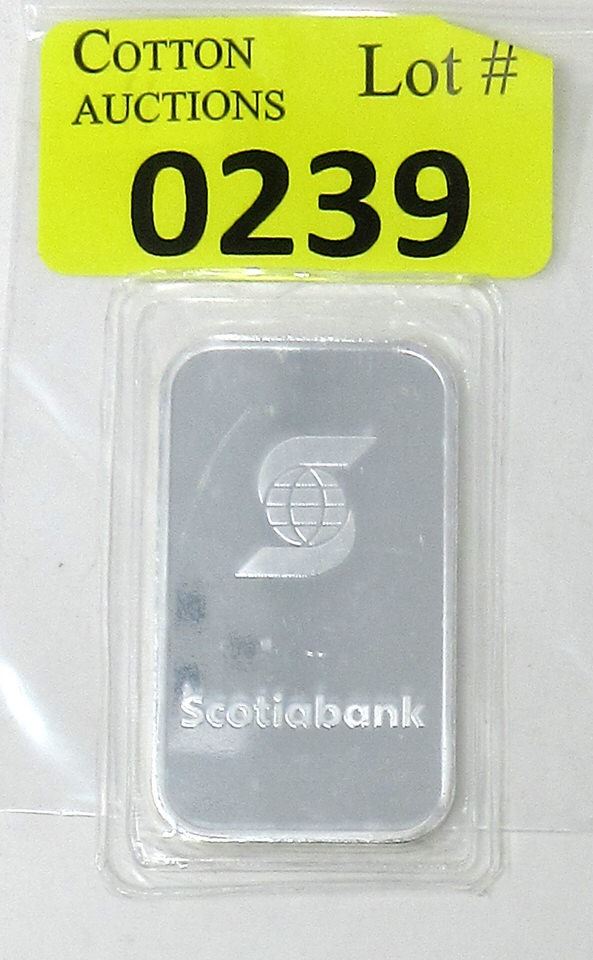 COTTON
AUCTIONS
Lot #
0239
Scotiabank